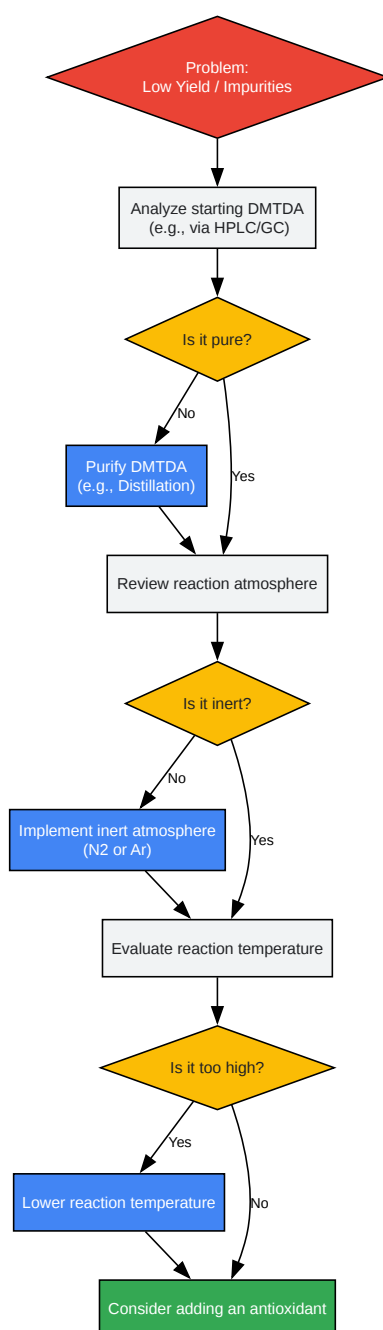 Problem:
Low Yield / Impurities
Analyze starting DMTDA
(e.g., via HPLC/GC)
Is it pure?
No
Purify DMTDA
(e.g., Distillation)
Yes
Review reaction atmosphere
Is it inert?
No
Implement inert atmosphere
(N2 or Ar)
Yes
Evaluate reaction temperature
Is it too high?
Yes
Lower reaction temperature
No
Consider adding an antioxidant